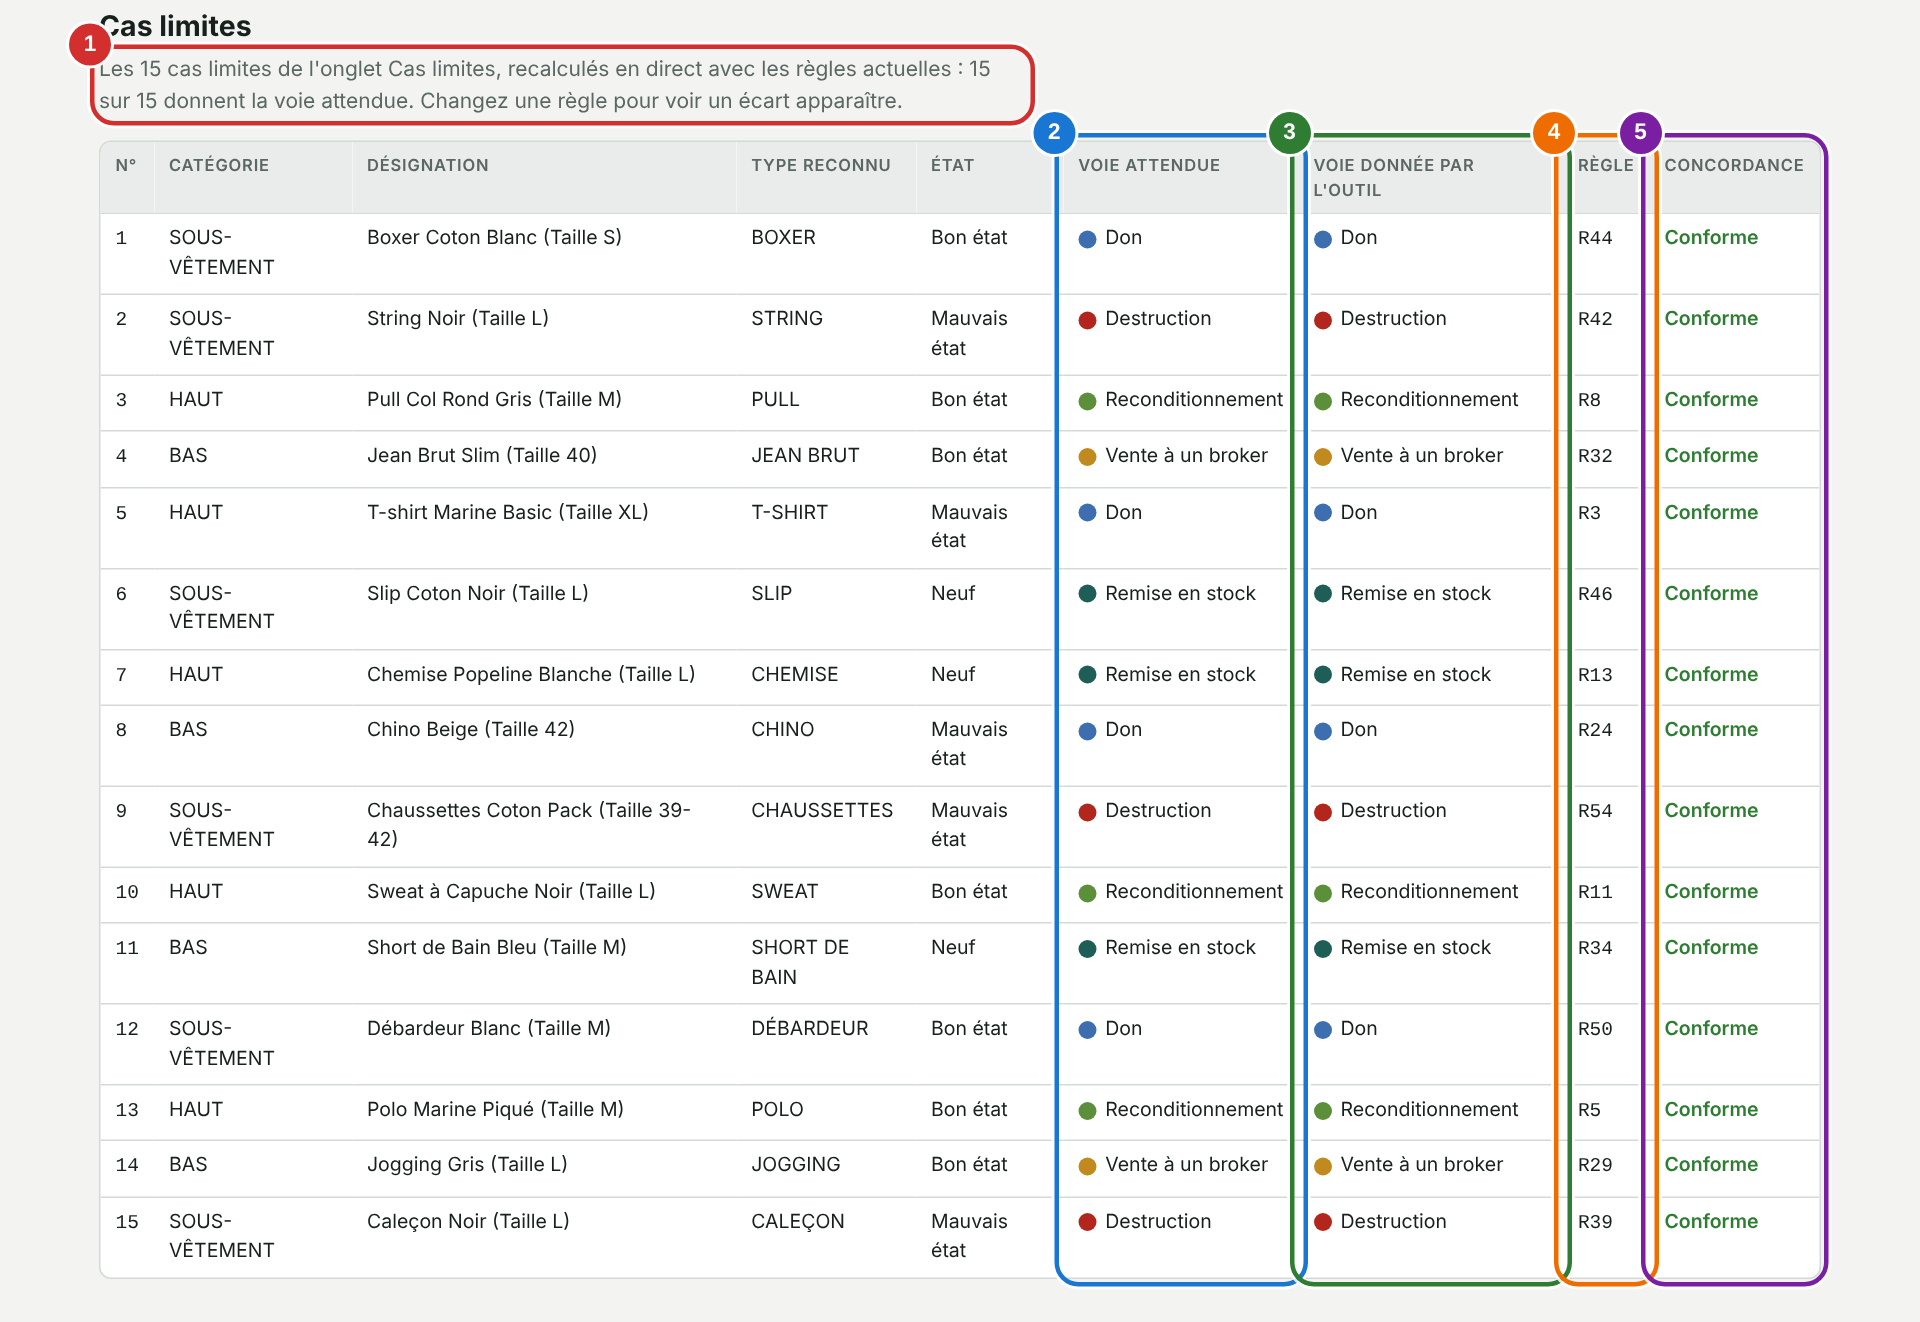 Cas limites
1
Les 15 cas limites de l'onglet Cas limites, recalculés en direct avec les règles actuelles : 15
sur 15 donnent la voie attendue. Changez une règle pour voir un écart apparaître.
2 3 4 5
N° CATÉGORIE DÉSIGNATION TYPE RECONNU ÉTAT VOIE ATTENDUE VOIE DONNÉE PAR RÈGLE CONCORDANCE
L'OUTIL
1 SOUS- Boxer Coton Blanc (Taille S) BOXER Bon état Don Don R44 Conforme
VÊTEMENT
2 SOUS- String Noir (Taille L) STRING Mauvais Destruction Destruction R42 Conforme
VÊTEMENT état
3 HAUT Pull Col Rond Gris (Taille M) PULL Bon état Reconditionnement Reconditionnement R8 Conforme
4 BAS Jean Brut Slim (Taille 40) JEAN BRUT Bon état Vente à un broker Vente à un broker R32 Conforme
5 HAUT T-shirt Marine Basic (Taille XL) T-SHIRT Mauvais Don Don R3 Conforme
état
6 SOUS- Slip Coton Noir (Taille L) SLIP Neuf Remise en stock Remise en stock R46 Conforme
VÊTEMENT
7 HAUT Chemise Popeline Blanche (Taille L) CHEMISE Neuf Remise en stock Remise en stock R13 Conforme
8 BAS Chino Beige (Taille 42) CHINO Mauvais Don Don R24 Conforme
état
9 SOUS- Chaussettes Coton Pack (Taille 39- CHAUSSETTES Mauvais Destruction Destruction R54 Conforme
VÊTEMENT 42) état
10 HAUT Sweat à Capuche Noir (Taille L) SWEAT Bon état Reconditionnement Reconditionnement R11 Conforme
11 BAS Short de Bain Bleu (Taille M) SHORT DE Neuf Remise en stock Remise en stock R34 Conforme
BAIN
12 SOUS- Débardeur Blanc (Taille M) DÉBARDEUR Bon état Don Don R50 Conforme
VÊTEMENT
13 HAUT Polo Marine Piqué (Taille M) POLO Bon état Reconditionnement Reconditionnement R5 Conforme
14 BAS Jogging Gris (Taille L) JOGGING Bon état Vente à un broker Vente à un broker R29 Conforme
15 SOUS- Caleçon Noir (Taille L) CALEÇON Mauvais Destruction Destruction R39 Conforme
VÊTEMENT état